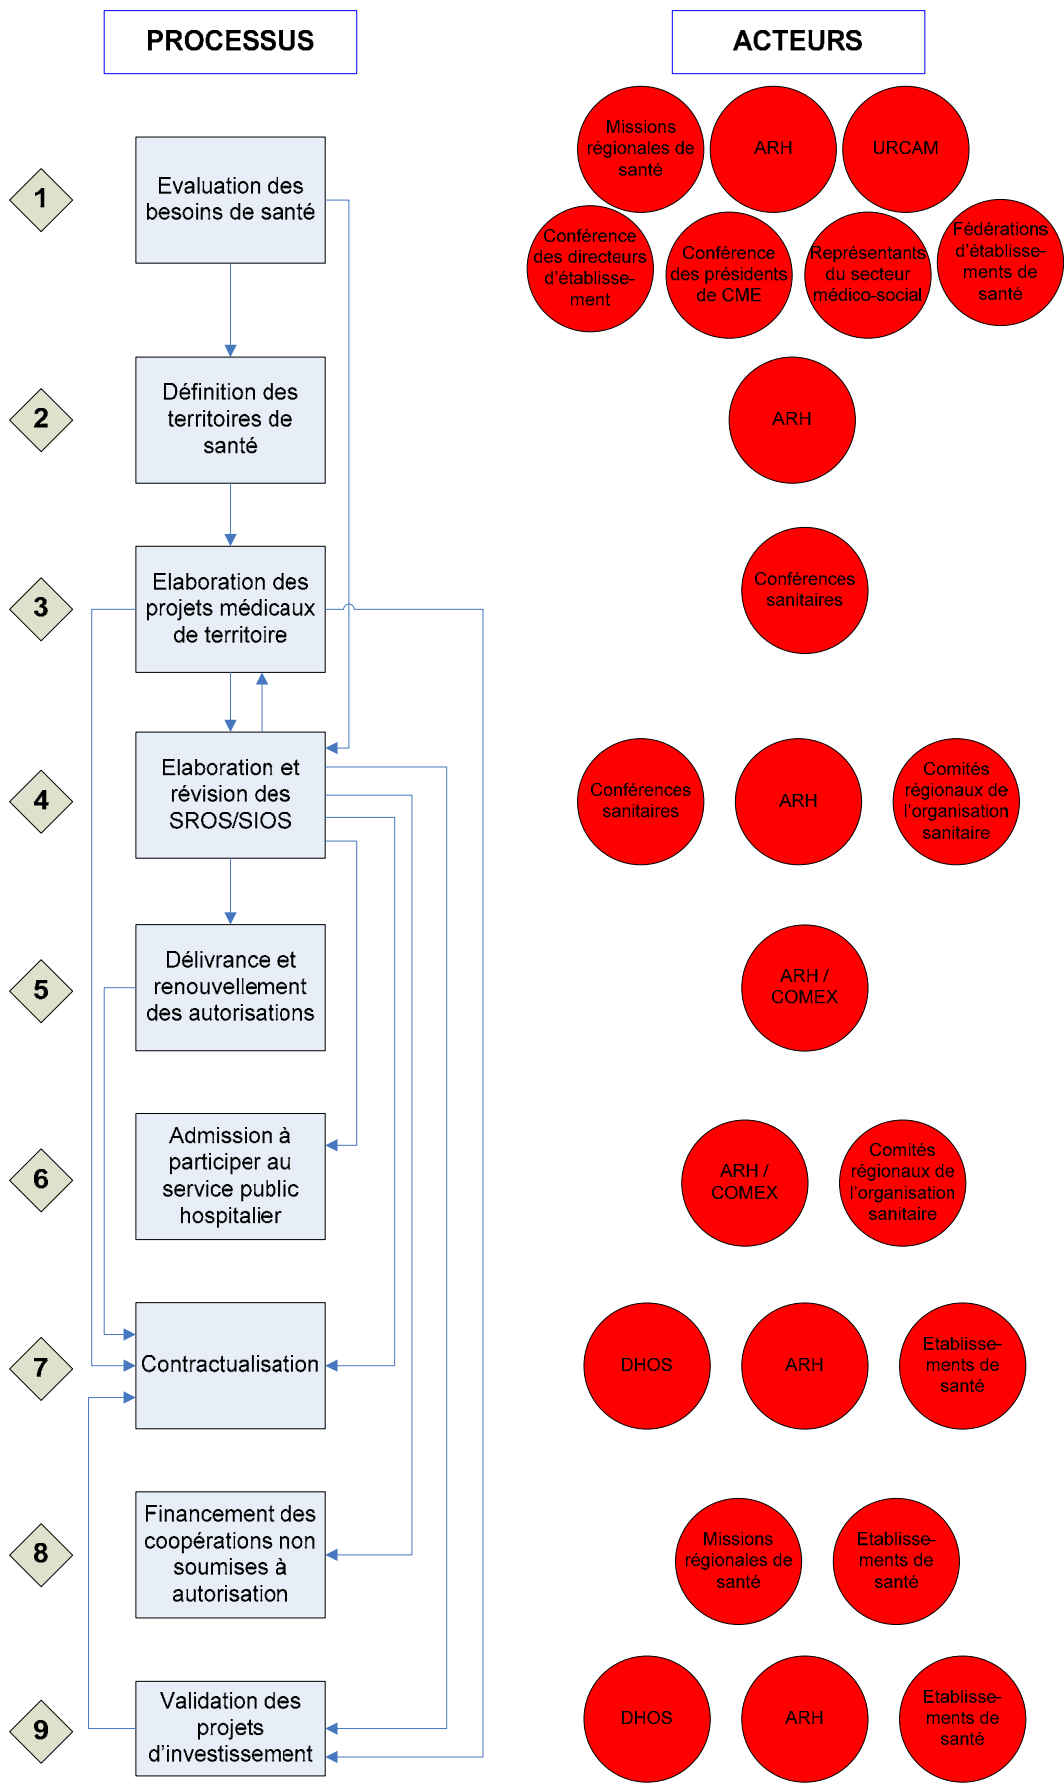 PROCESSUS
ACTEURS
1
Evaluation des
besoins de santé
Missions
régionales de
santé
ARH
URCAM
Conférence
des directeurs
d'établisse-
ment
Conférence
des présidents
de CME
Représentants
du secteur
médico-social
Fédérations
d'établisse-
ments de
santé
2
Définition des
territoires de
santé
ARH
3
Elaboration des
projets médicaux
de territoire
Conférences
sanitaires
4
Elaboration et
révision des
SROS/SIOS
Conférences
sanitaires
ARH
Comités
régionaux de
l'organisation
sanitaire
5
Délivrance et
renouvellement
des autorisations
ARH /
COMEX
6
Admission à
participer au
service public
hospitalier
ARH /
COMEX
Comités
régionaux de
l'organisation
sanitaire
7
Contractualisation
DHOS
ARH
Etablisse-
ments de
santé
8
Financement des
coopérations non
soumises à
autorisation
Missions
régionales de
santé
Etablisse-
ments de
santé
9
Validation des
projets
d'investissement
DHOS
ARH
Etablisse-
ments de
santé